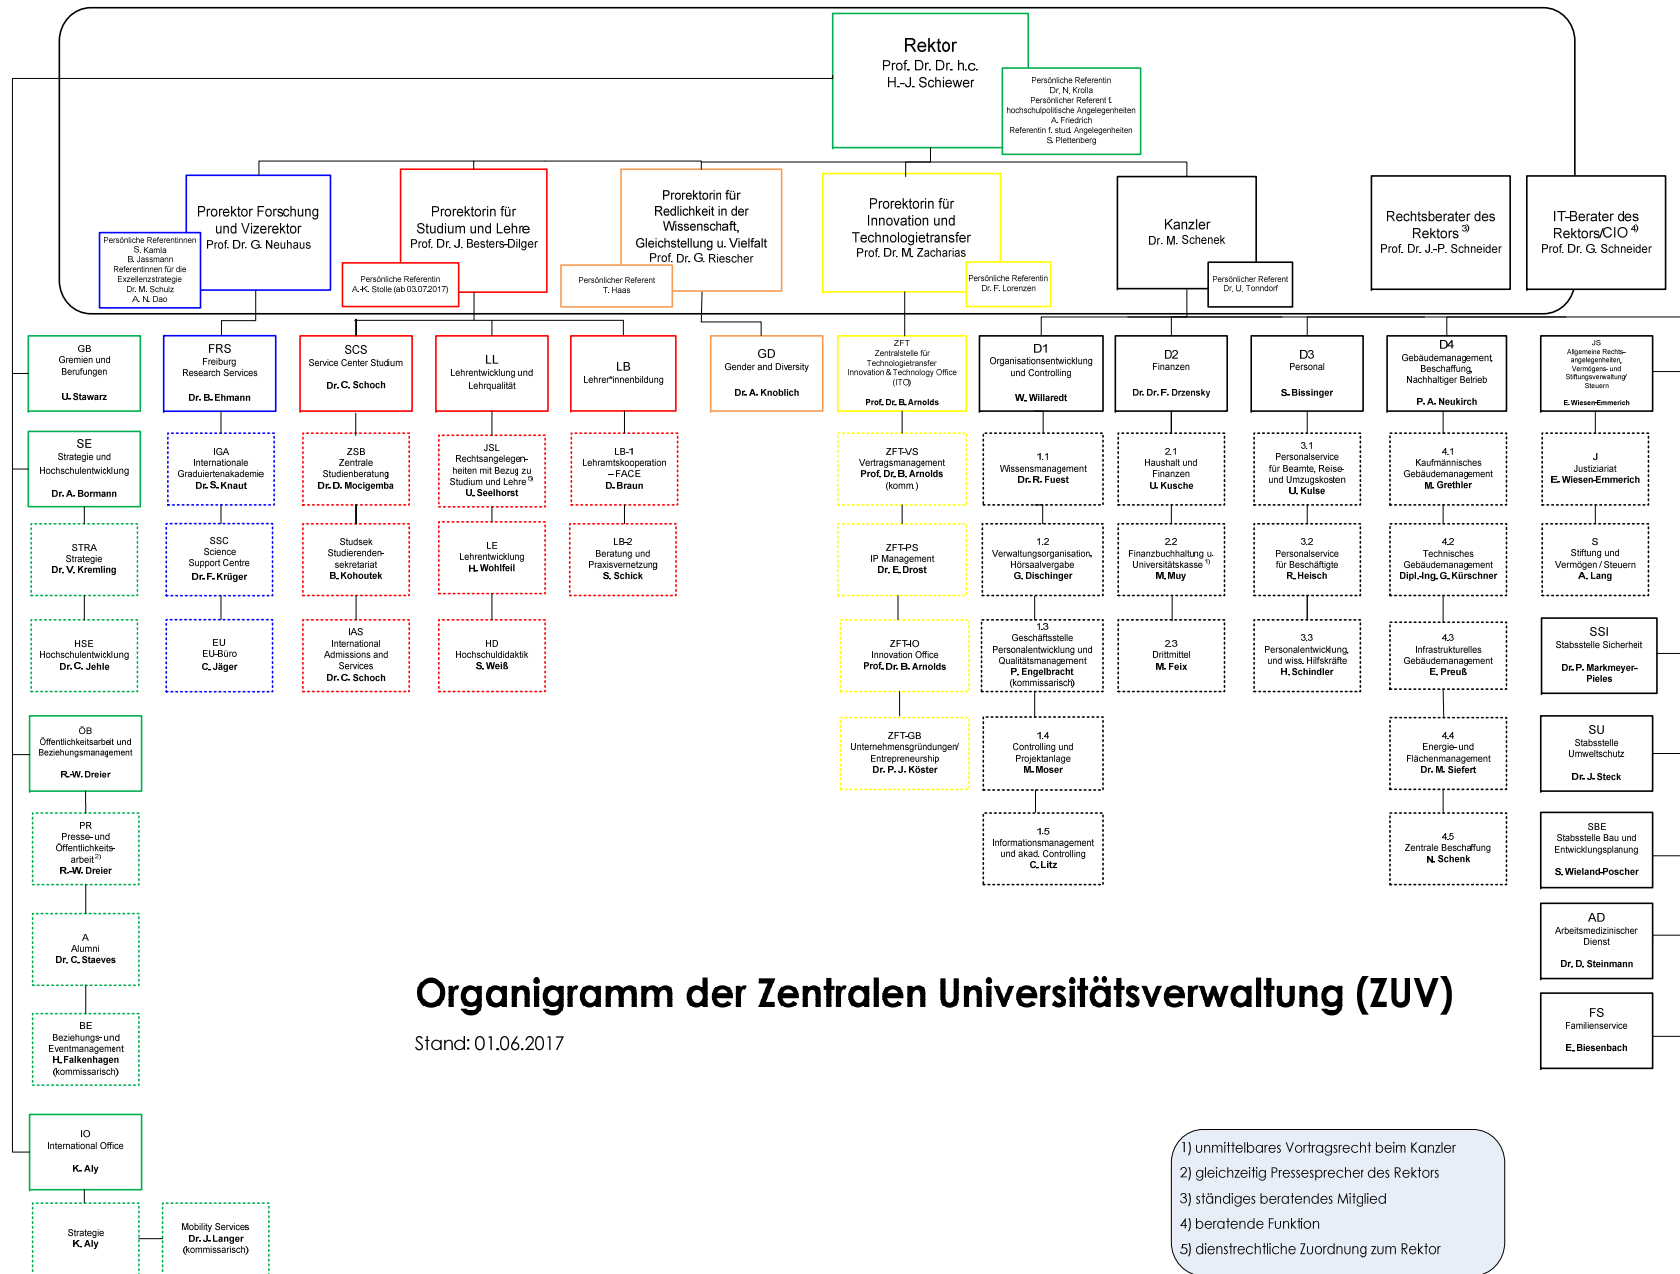 Rektor
Prof. Dr. Dr. h.c.
H.-J. Schiewer
Persönliche Referentin
Dr. N. Krolla
Persönlicher Referent f.
hochschulpolitische Angelegenheiten
A. Friedrich
Referentin f. stud. Angelegenheiten
S. Plettenberg
Prorektor Forschung
und Vizerektor
Prof. Dr. G. Neuhaus
Persönliche Referentinnen
S. Kamla
B. Jassmann
Referentinnen für die
Exzellenzstrategie
Dr. M. Schulz
A. N. Dao
Prorektorin für
Studium und Lehre
Prof. Dr. J. Besters-Dilger
Persönliche Referentin
A.-K. Stolle (ab 03.07.2017)
Prorektorin für
Redlichkeit in der
Wissenschaft,
Gleichstellung u. Vielfalt
Prof. Dr. G. Riescher
Persönlicher Referent
T. Haas
Prorektorin für
Innovation und
Technologietransfer
Prof. Dr. M. Zacharias
Persönliche Referentin
Dr. F. Lorenzen
Kanzler
Dr. M. Schenek
Persönlicher Referent
Dr. U. Tonndorf
Rechtsberater des
Rektors 3)
Prof. Dr. J.-P. Schneider
IT-Berater des
Rektors/CIO 4)
Prof. Dr. G. Schneider
GB
Gremien und
Berufungen
U. Stawarz
FRS
Freiburg
Research Services
Dr. B. Ehmann
SCS
Service Center Studium
Dr. C. Schoch
LL
Lehrentwicklung und
Lehrqualität
LB
Lehrer*innenbildung
GD
Gender and Diversity
Dr. A. Knoblich
ZFT
Zentralstelle für
Technologietransfer
Innovation & Technology Office
(ITO)
Prof. Dr. B. Arnolds
D1
Organisationsentwicklung
und Controlling
W. Willaredt
D2
Finanzen
Dr. Dr. F. Drzensky
D3
Personal
S. Bissinger
D4
Gebäudemanagement,
Beschaffung,
Nachhaltiger Betrieb
P. A. Neukirch
JS
Allgemeine Rechts-
angelegenheiten,
Vermögens- und
Stiftungsverwaltung/
Steuern
E. Wiesen-Emmerich
SE
Strategie und
Hochschulentwicklung
Dr. A. Bormann
IGA
Internationale
Graduiertenakademie
Dr. S. Knaut
ZSB
Zentrale
Studienberatung
Dr. D. Mocigemba
JSL
Rechtsangelegen-
heiten mit Bezug zu
Studium und Lehre 5)
U. Seelhorst
LB-1
Lehramtskooperation
–FACE
D. Braun
ZFT-VS
Vertragsmanagement
Prof. Dr. B. Arnolds
(komm.)
1.1
Wissensmanagement
Dr. R. Fuest
2.1
Haushalt und
Finanzen
U. Kusche
3.1
Personalservice
für Beamte, Reise-
und Umzugskosten
U. Kulse
4.1
Kaufmännisches
Gebäudemanagement
M. Grethler
J
Justiziariat
E. Wiesen-Emmerich
STRA
Strategie
Dr. V. Kremling
SSC
Science
Support Centre
Dr. F. Krüger
Studsek
Studierenden-
sekretariat
B. Kohoutek
LE
Lehrentwicklung
H. Wohlfeil
LB-2
Beratung und
Praxisvernetzung
S. Schick
ZFT-PS
IP Management
Dr. E. Drost
1.2
Verwaltungsorganisation,
Hörsaalvergabe
G. Dischinger
2.2
Finanzbuchhaltung u.
Universitätskasse 1)
M. Muy
3.2
Personalservice
für Beschäftigte
R. Heisch
4.2
Technisches
Gebäudemanagement
Dipl.-Ing. G. Kürschner
S
Stiftung und
Vermögen / Steuern
A. Lang
HSE
Hochschulentwicklung
Dr. C. Jehle
EU
EU-Büro
C. Jäger
IAS
International
Admissions and
Services
Dr. C. Schoch
HD
Hochschuldidaktik
S. Weiß
ZFT-IO
Innovation Office
Prof. Dr. B. Arnolds
1.3
Geschäftsstelle
Personalentwicklung und
Qualitätsmanagement
P. Engelbracht
(kommissarisch)
2.3
Drittmittel
M. Feix
3.3
Personalentwicklung,
und wiss. Hilfskräfte
H. Schindler
4.3
Infrastrukturelles
Gebäudemanagement
E. Preuß
SSI
Stabsstelle Sicherheit
Dr. P. Markmeyer-
Pieles
ÖB
Öffentlichkeitsarbeit und
Beziehungsmanagement
R.-W. Dreier
ZFT-GB
Unternehmensgründungen/
Entrepreneurship
Dr. P. J. Köster
1.4
Controlling und
Projektanlage
M. Moser
4.4
Energie- und
Flächenmanagement
Dr. M. Siefert
SU
Stabsstelle
Umweltschutz
Dr. J. Steck
PR
Presse- und
Öffentlichkeits-
arbeit 2)
R.-W. Dreier
1.5
Informationsmanagement
und akad. Controlling
C. Litz
4.5
Zentrale Beschaffung
N. Schenk
SBE
Stabsstelle Bau und
Entwicklungsplanung
S. Wieland-Poscher
A
Alumni
Dr. C. Staeves
AD
Arbeitsmedizinischer
Dienst
Dr. D. Steinmann
Organigramm der Zentralen Universitätsverwaltung (ZUV)
Stand: 01.06.2017
BE
Beziehungs- und
Eventmanagement
H. Falkenhagen
(kommissarisch)
FS
Familienservice
E. Biesenbach
IO
International Office
K. Aly
Strategie
K. Aly
Mobility Services
Dr. J. Langer
(kommissarisch)
1) unmittelbares Vortragsrecht beim Kanzler
2) gleichzeitig Pressesprecher des Rektors
3) ständiges beratendes Mitglied
4) beratende Funktion
5) dienstrechtliche Zuordnung zum Rektor